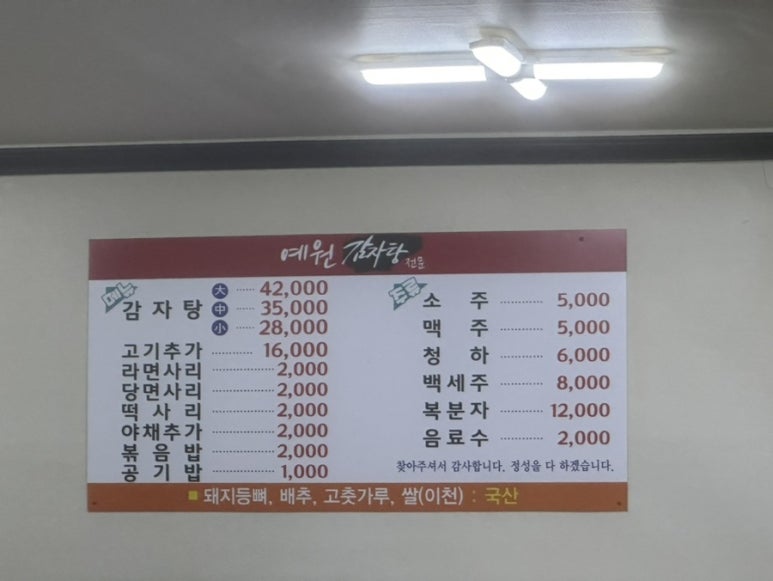 예원 감자탕 전문
메뉴
감자탕 大 42,000
中 35,000
小 28,000
고기추가 16,000
라면사리 2,000
당면사리 2,000
떡사리 2,000
야채추가 2,000
볶음밥 2,000
공기밥 1,000
주류
소주 5,000
맥주 5,000
청하 6,000
백세주 8,000
복분자 12,000
음료수 2,000
찾아주셔서 감사합니다. 정성을 다 하겠습니다.
돼지등뼈, 배추, 고춧가루, 쌀(이천) : 국산